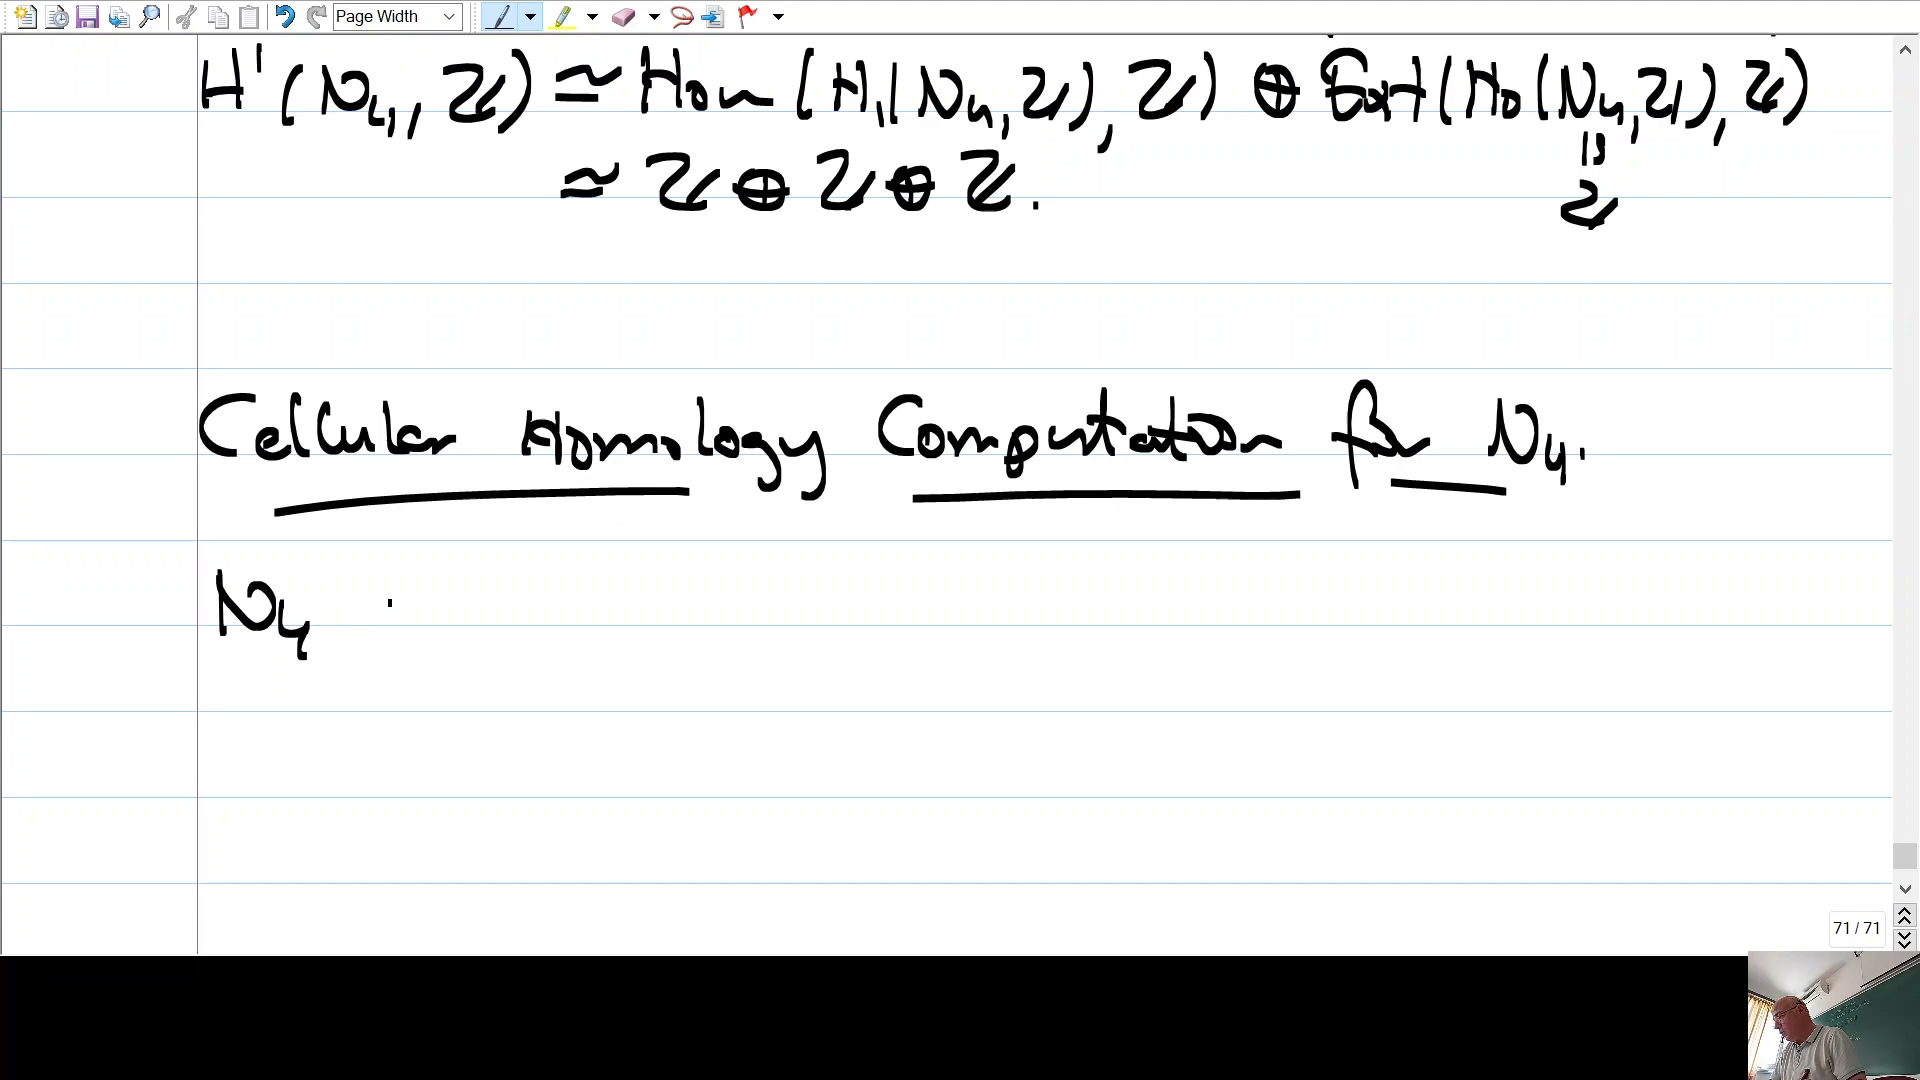 Page Width
H¹(N₄, ℤ) ≃ Hom(H₁(N₄, ℤ), ℤ) ⊕ Ext(H₀(N₄, ℤ), ℤ)
≃ ℤ ⊕ ℤ ⊕ ℤ.
ℤ
Cellular Homology Computation for N₄.
N₄
71 / 71